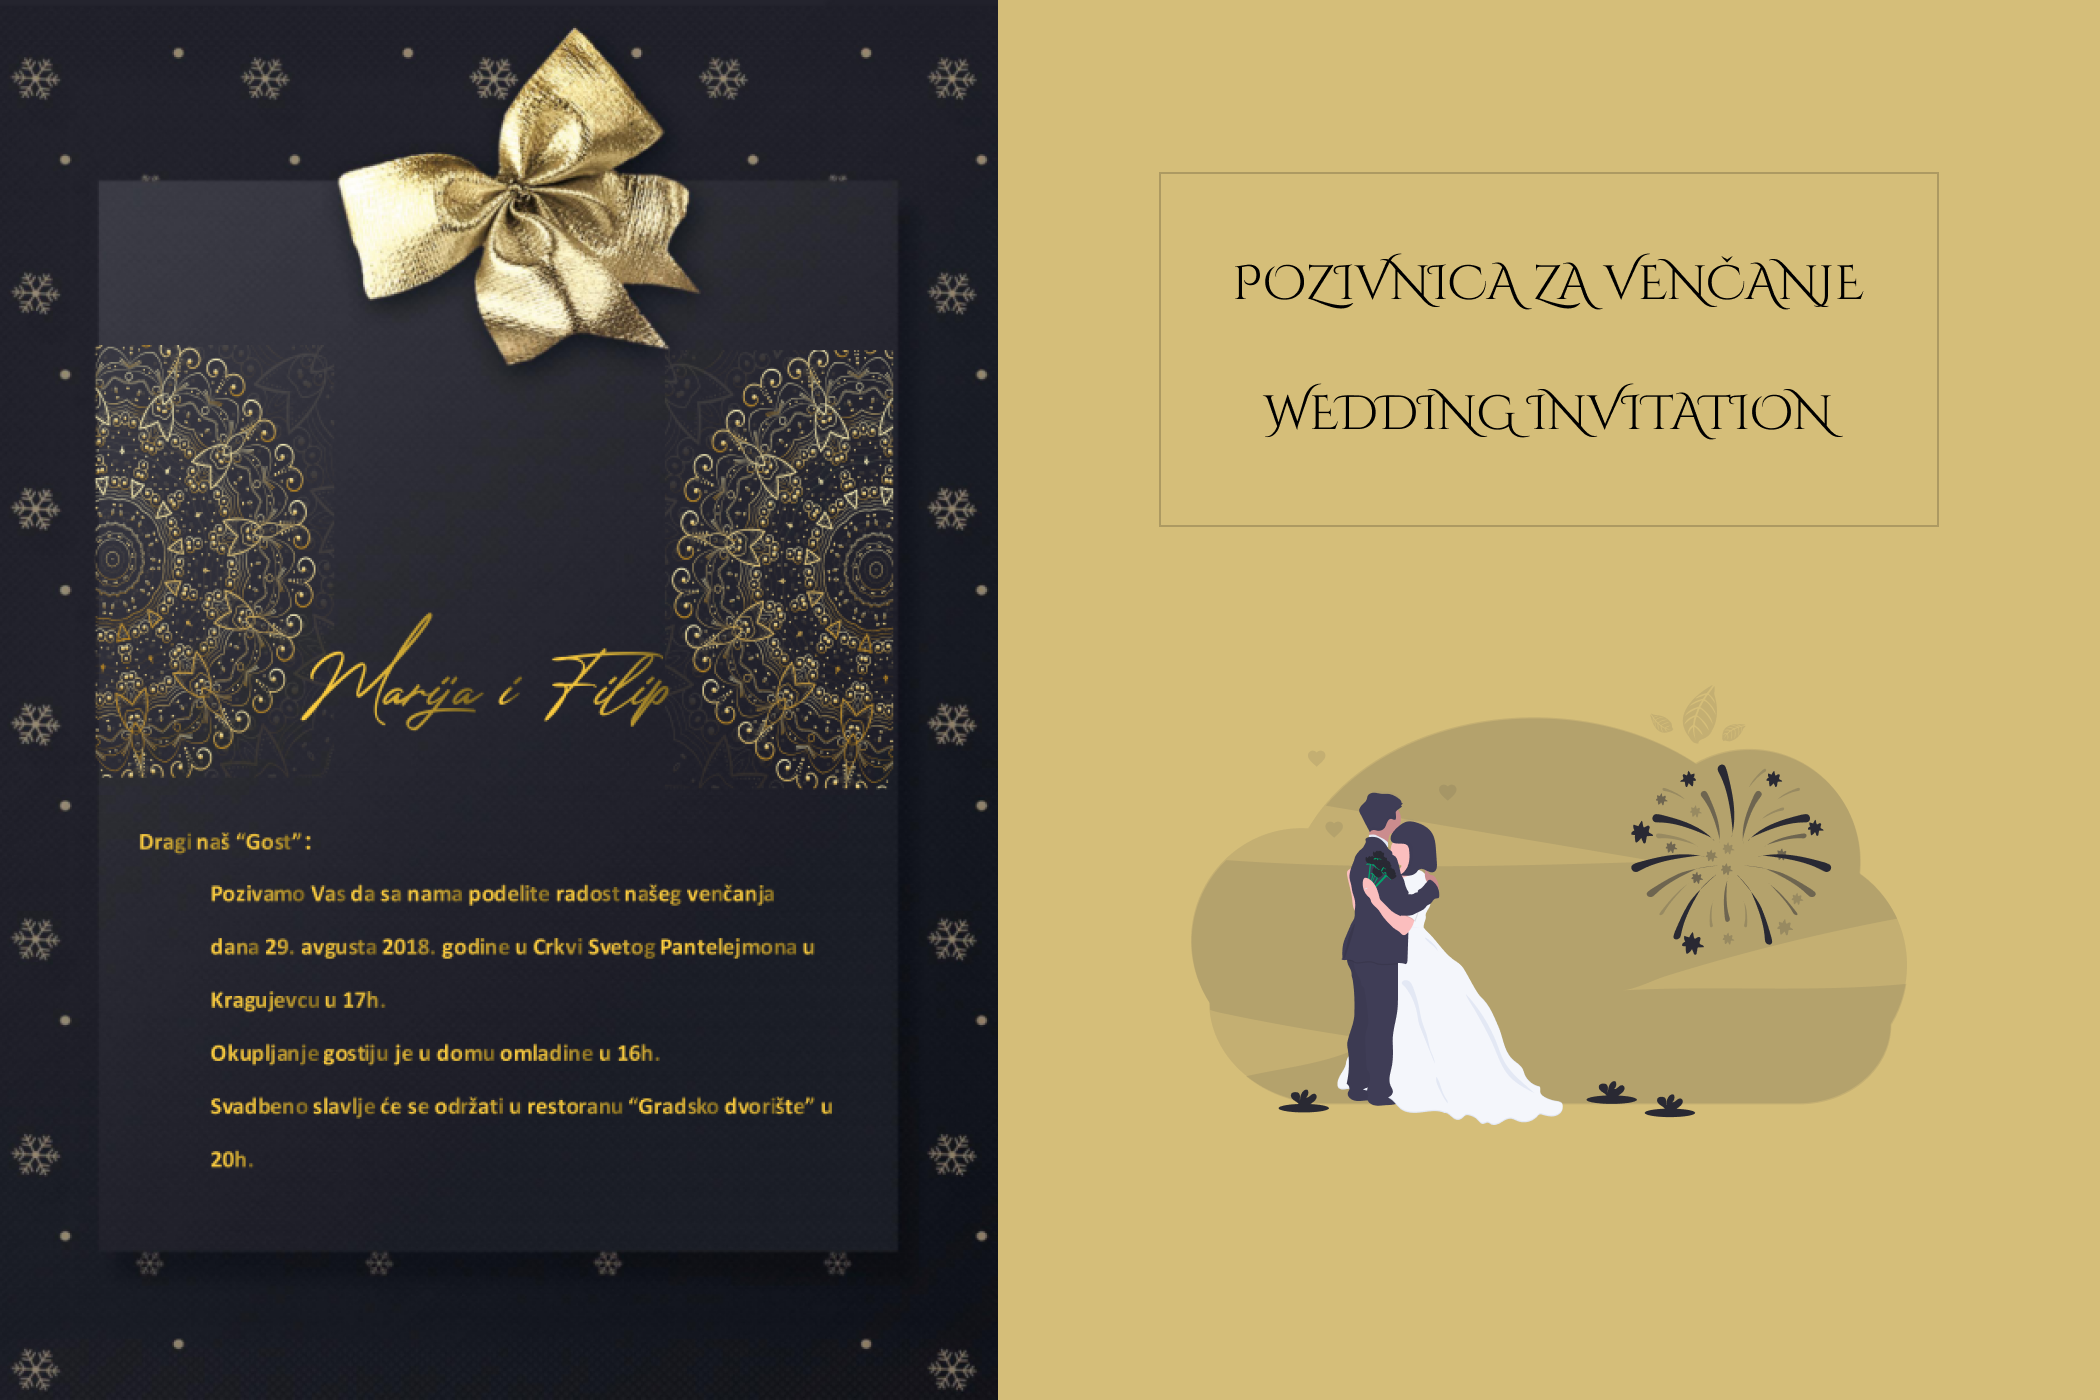 Marija i Filip
Dragi naš “Gost”:
Pozivamo Vas da sa nama podelite radost našeg venčanja
dana 29. avgusta 2018. godine u Crkvi Svetog Pantelejmona u
Kragujevcu u 17h.
Okupljanje gostiju je u domu omladine u 16h.
Svadbeno slavlje će se održati u restoranu “Gradsko dvorište” u
20h.
POZIVNICA ZA VENČANJE
WEDDING INVITATION